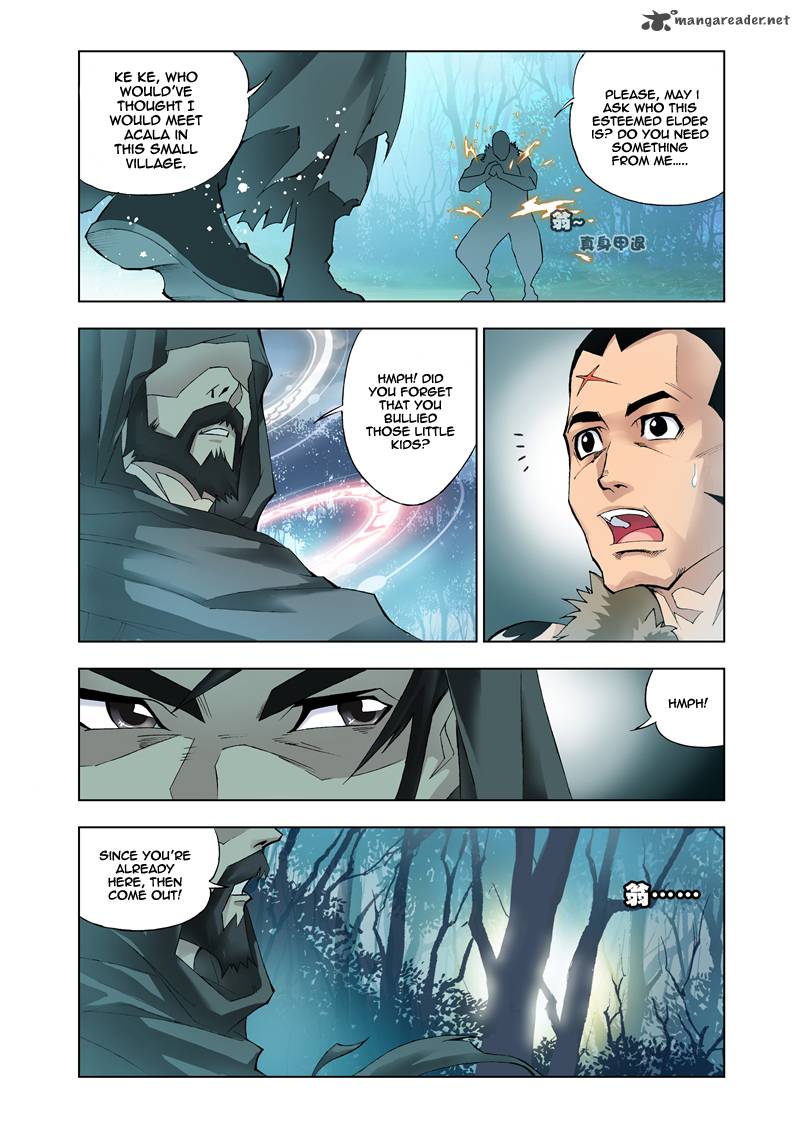 mangareader.net
KE KE, WHO
WOULD'VE
THOUGHT I
WOULD MEET
ACALA IN
THIS SMALL
VILLAGE.
PLEASE, MAY I
ASK WHO THIS
ESTEEMED ELDER
IS? DO YOU NEED
SOMETHING
FROM ME.....
翁~
真身甲退
HMPH! DID
YOU FORGET
THAT YOU
BULLIED
THOSE LITTLE
KIDS?
HMPH!
SINCE YOU'RE
ALREADY
HERE, THEN
COME OUT!
翁……